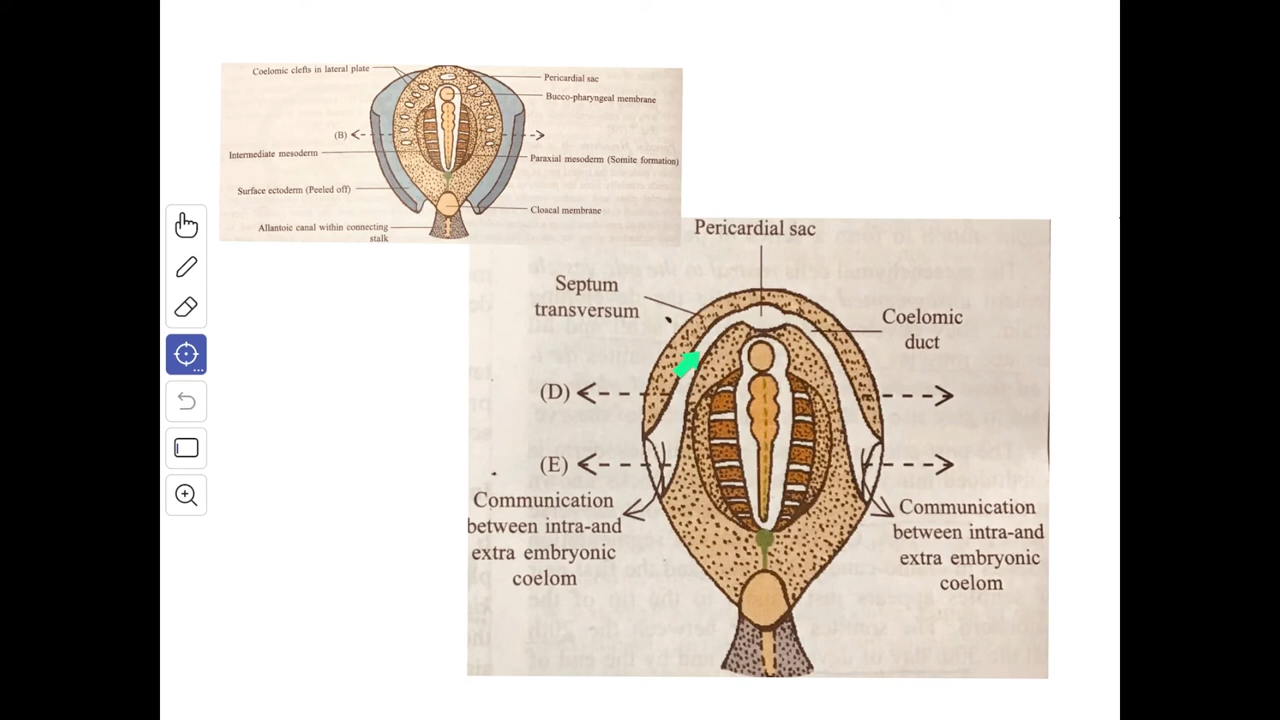 Coelomic clefts in lateral plate
Pericardial sac
Bucco-pharyngeal membrane
(B)
Intermediate mesoderm
Paraxial mesoderm (Somite formation)
Surface ectoderm (Peeled off)
Cloacal membrane
Allantoic canal within connecting
stalk
Pericardial sac
Septum
transversum
Coelomic
duct
(D)
(E)
Communication
between intra-and
extra embryonic
coelom
Communication
between intra-and
extra embryonic
coelom